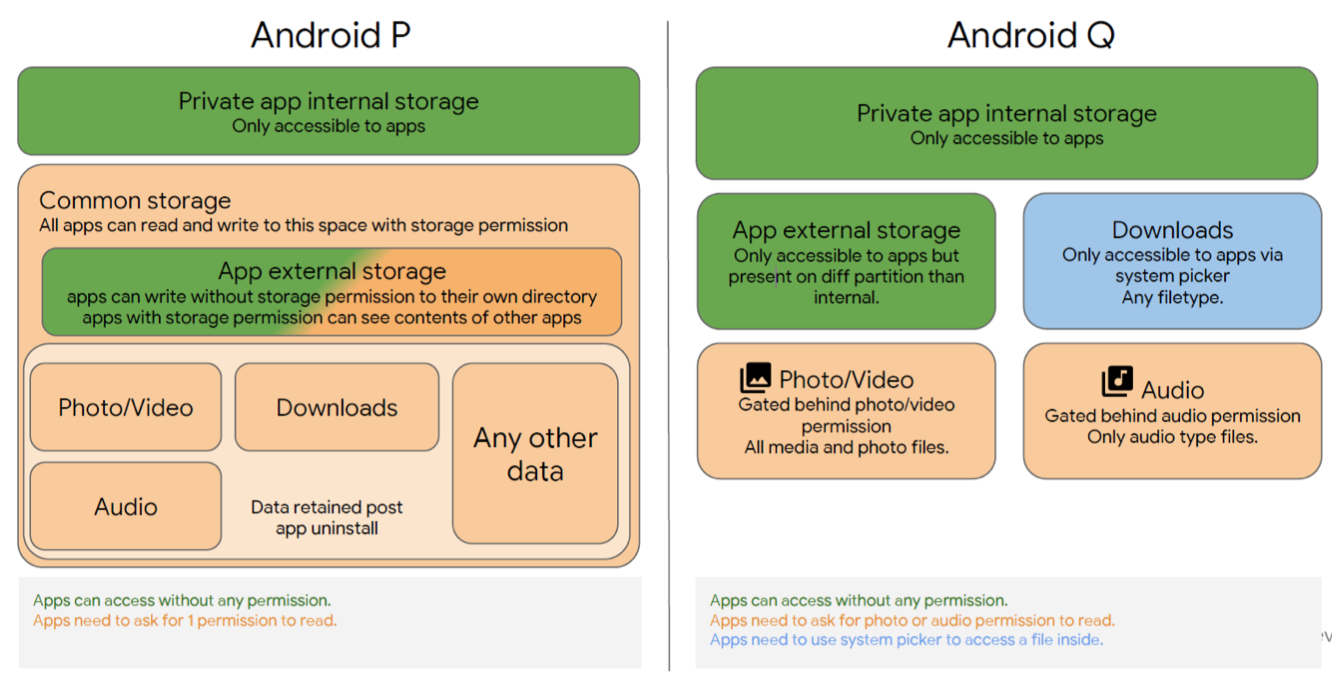 Android P
Private app internal storage
Only accessible to apps
Common storage
All apps can read and write to this space with storage permission
App external storage
apps can write without storage permission to their own directory
apps with storage permission can see contents of other apps
Photo/Video
Downloads
Any other
data
Audio
Data retained post
app uninstall
Apps can access without any permission.
Apps need to ask for 1 permission to read.
Android Q
Private app internal storage
Only accessible to apps
App external storage
Only accessible to apps but
present on diff partition than
internal.
Downloads
Only accessible to apps via
system picker
Any filetype.
Photo/Video
Gated behind photo/video
permission
All media and photo files.
Audio
Gated behind audio permission
Only audio type files.
Apps can access without any permission.
Apps need to ask for photo or audio permission to read.
Apps need to use system picker to access a file inside.